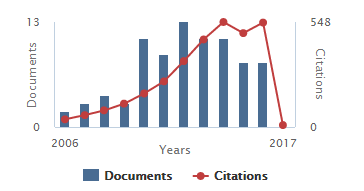 13
548
Documents
Citations
0
0
2006
2017
Years
Documents
Citations